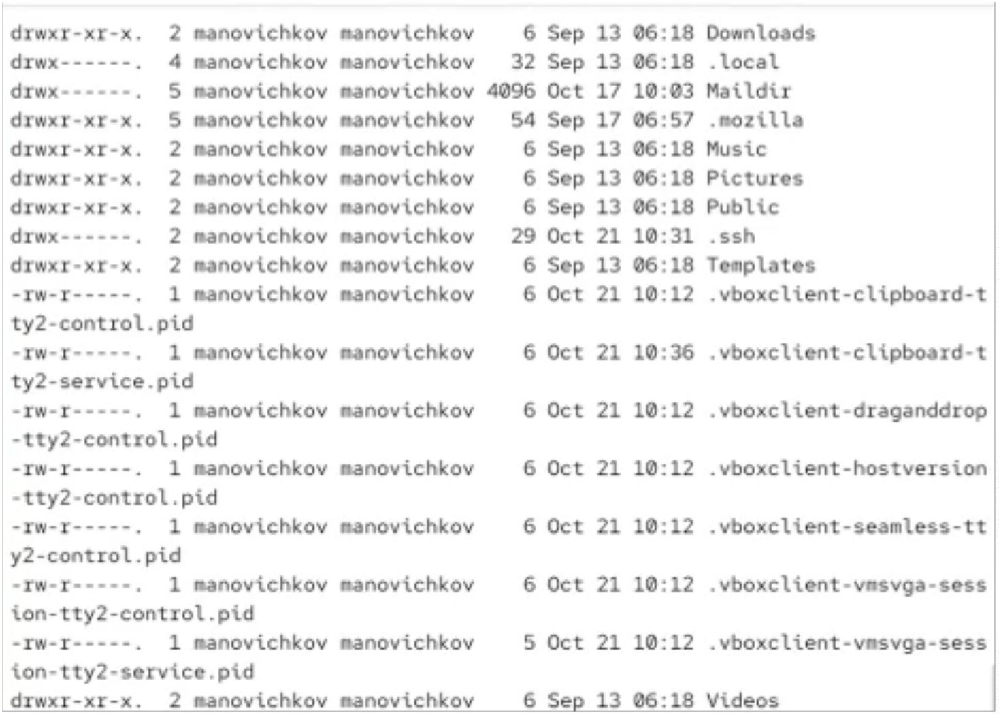 drwxr-xr-x.  2 manovichkov manovichkov    6 Sep 13 06:18 Downloads
drwx------.  4 manovichkov manovichkov   32 Sep 13 06:18 .local
drwx------.  5 manovichkov manovichkov 4096 Oct 17 10:03 Maildir
drwxr-xr-x.  5 manovichkov manovichkov   54 Sep 17 06:57 .mozilla
drwxr-xr-x.  2 manovichkov manovichkov    6 Sep 13 06:18 Music
drwxr-xr-x.  2 manovichkov manovichkov    6 Sep 13 06:18 Pictures
drwxr-xr-x.  2 manovichkov manovichkov    6 Sep 13 06:18 Public
drwx------.  2 manovichkov manovichkov   29 Oct 21 10:31 .ssh
drwxr-xr-x.  2 manovichkov manovichkov    6 Sep 13 06:18 Templates
-rw-r-----.  1 manovichkov manovichkov    6 Oct 21 10:12 .vboxclient-clipboard-t
ty2-control.pid
-rw-r-----.  1 manovichkov manovichkov    6 Oct 21 10:36 .vboxclient-clipboard-t
ty2-service.pid
-rw-r-----.  1 manovichkov manovichkov    6 Oct 21 10:12 .vboxclient-draganddrop
-tty2-control.pid
-rw-r-----.  1 manovichkov manovichkov    6 Oct 21 10:12 .vboxclient-hostversion
-tty2-control.pid
-rw-r-----.  1 manovichkov manovichkov    6 Oct 21 10:12 .vboxclient-seamless-tt
y2-control.pid
-rw-r-----.  1 manovichkov manovichkov    6 Oct 21 10:12 .vboxclient-vmsvga-sess
ion-tty2-control.pid
-rw-r-----.  1 manovichkov manovichkov    5 Oct 21 10:12 .vboxclient-vmsvga-sess
ion-tty2-service.pid
drwxr-xr-x.  2 manovichkov manovichkov    6 Sep 13 06:18 Videos